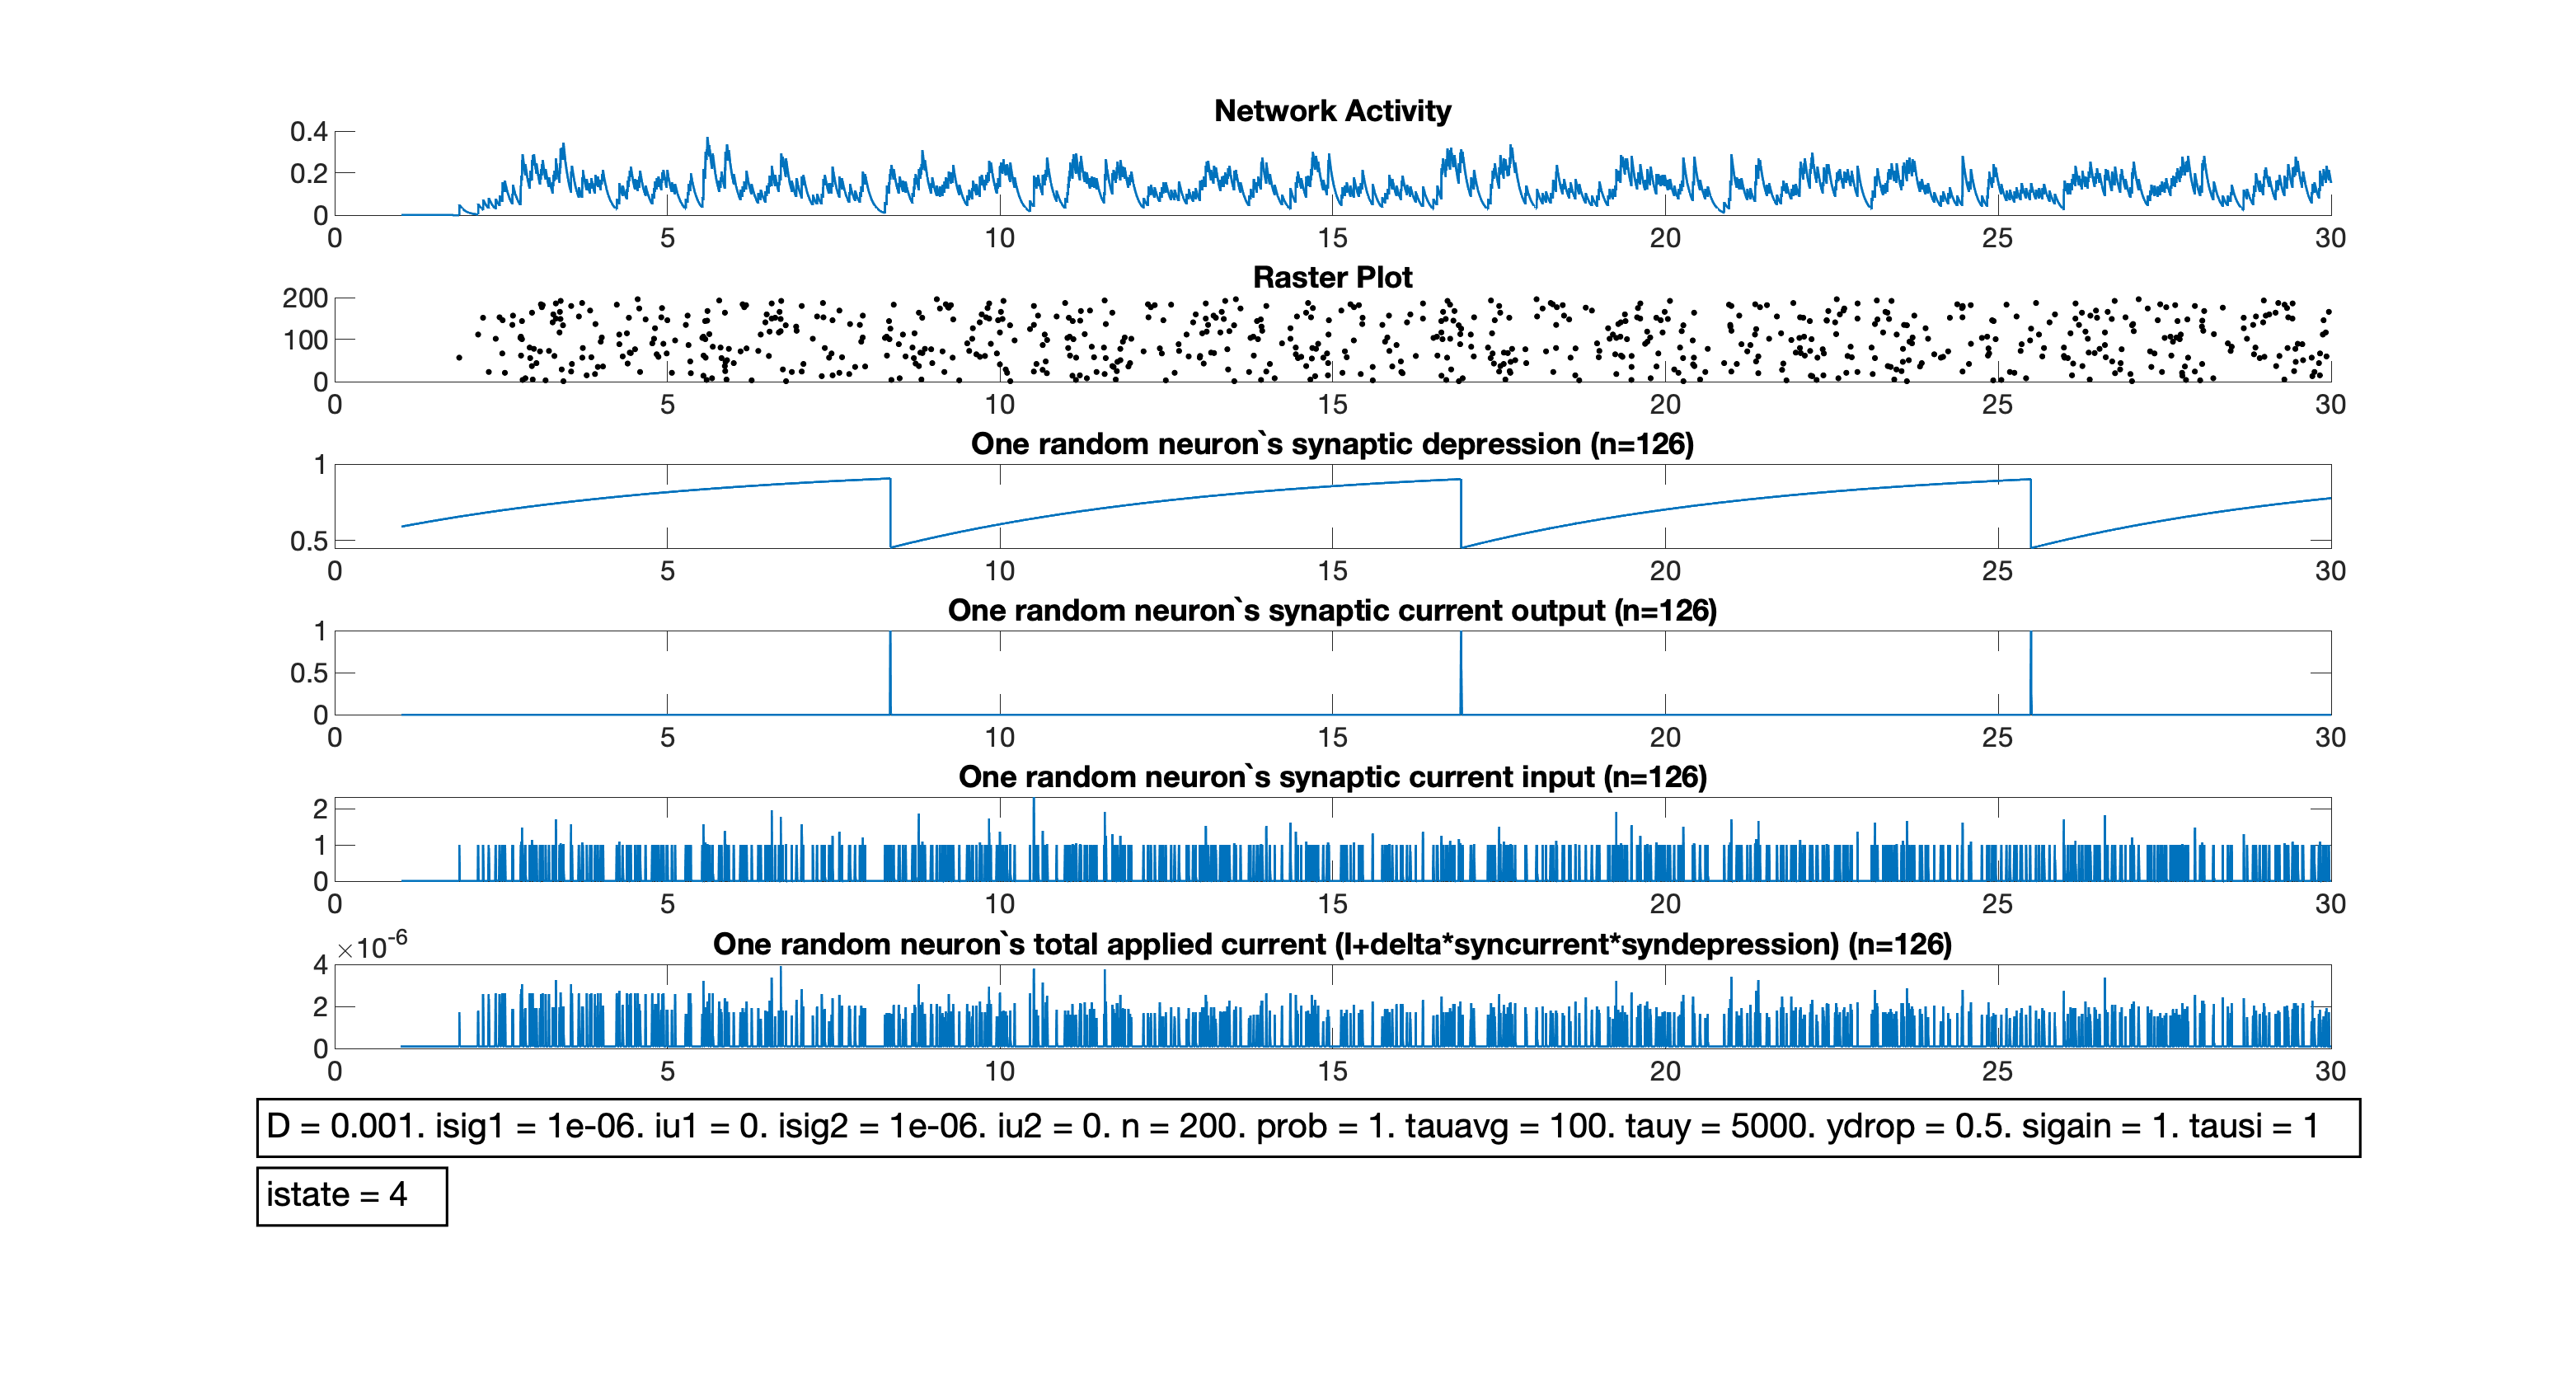 Network Activity
0.4
0.2
0
0 5 10 15 20 25 30
Raster Plot
200
100
0
0 5 10 15 20 25 30
One random neuron`s synaptic depression (n=126)
1
0.5
0 5 10 15 20 25 30
One random neuron`s synaptic current output (n=126)
1
0.5
0
0 5 10 15 20 25 30
One random neuron`s synaptic current input (n=126)
2
1
0
0 5 10 15 20 25 30
×10-6
One random neuron`s total applied current (I+delta*syncurrent*syndepression) (n=126)
4
2
0
0 5 10 15 20 25 30
D = 0.001. isig1 = 1e-06. iu1 = 0. isig2 = 1e-06. iu2 = 0. n = 200. prob = 1. tauavg = 100. tauy = 5000. ydrop = 0.5. sigain = 1. tausi = 1
istate = 4